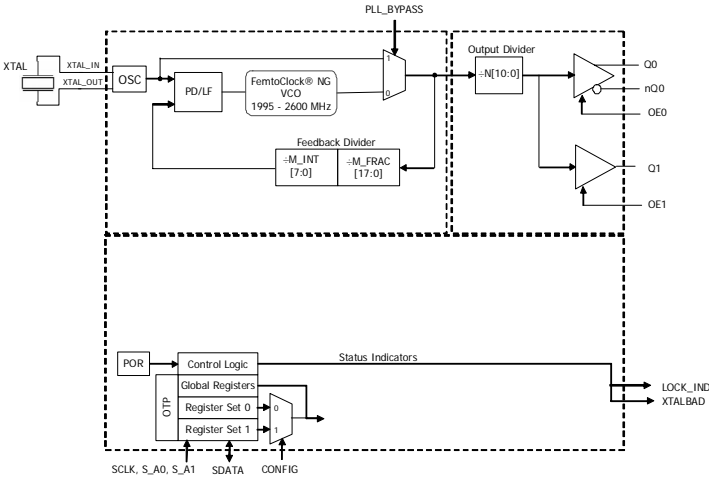 PLL_BYPASS
XTAL
XTAL_IN
XTAL_OUT
OSC
PD/LF
FemtoClock® NG
VCO
1995 - 2600 MHz
1
0
Output Divider
÷N[10:0]
Q0
nQ0
OE0
Feedback Divider
÷M_INT
[7:0]
÷M_FRAC
[17:0]
Q1
OE1
POR
Control Logic
Status Indicators
OTP
Global Registers
Register Set 0
Register Set 1
0
1
LOCK_IND
XTALBAD
SCLK, S_A0, S_A1
SDATA
CONFIG